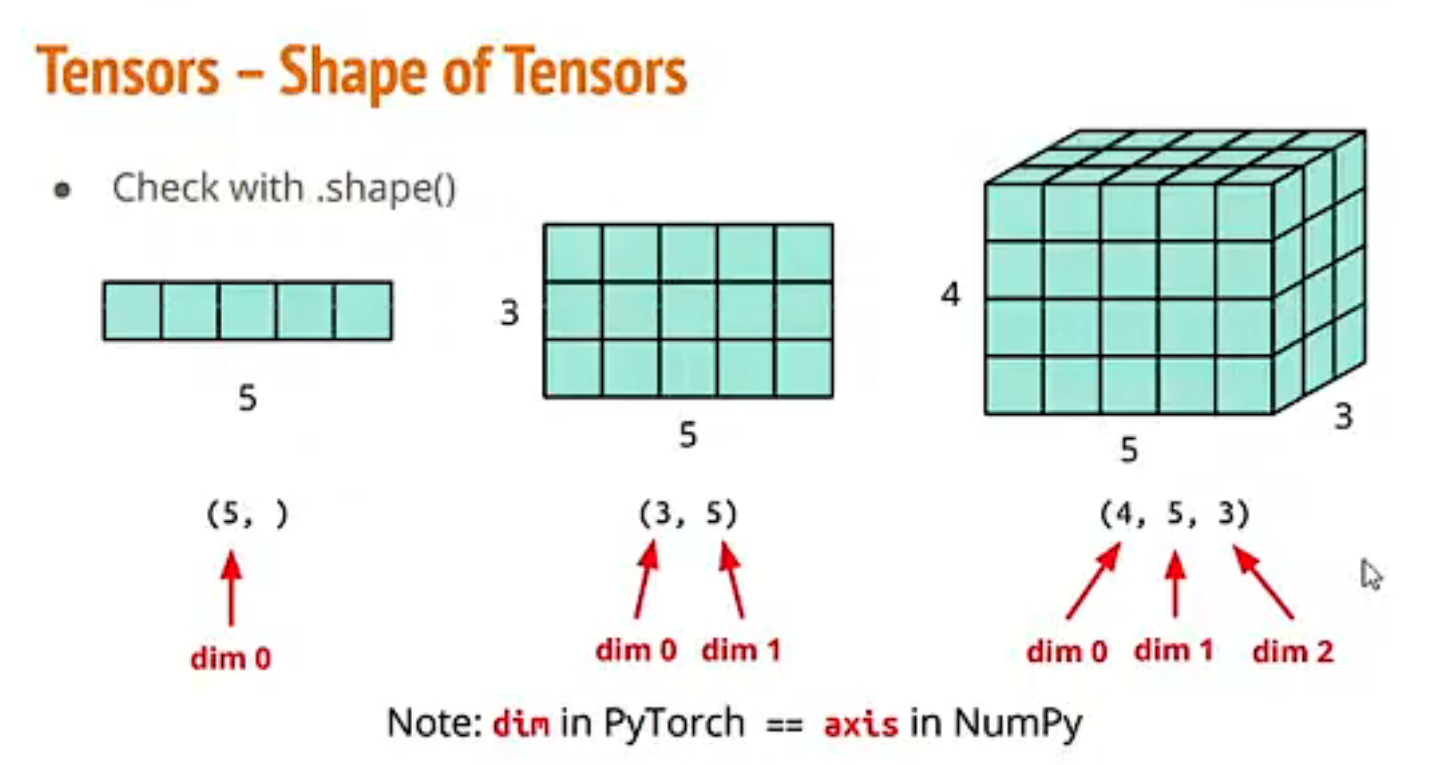 Tensors – Shape of Tensors
● Check with .shape()
5
3
5
4
5
3
(5, )
(3, 5)
(4, 5, 3)
dim 0
dim 0 dim 1
dim 0 dim 1 dim 2
Note: dim in PyTorch == axis in NumPy